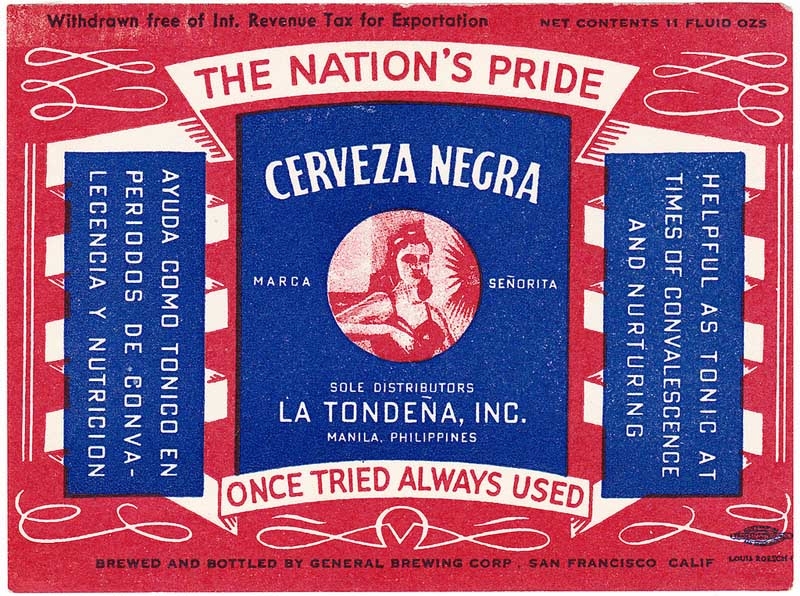 Withdrawn free of Int. Revenue Tax for Exportation
NET CONTENTS 11 FLUID OZS
THE NATION'S PRIDE
CERVEZA NEGRA
MARCA
SEÑORITA
SOLE DISTRIBUTORS
LA TONDEÑA, INC.
MANILA, PHILIPPINES
AYUDA COMO TONICO EN
PERIODOS DE CONVA-
LECENCIA Y NUTRICION
HELPFUL AS TONIC AT
TIMES OF CONVALESCENCE
AND NURTURING
ONCE TRIED ALWAYS USED
BREWED AND BOTTLED BY GENERAL BREWING CORP., SAN FRANCISCO CALIF
LOUIS ROESCH